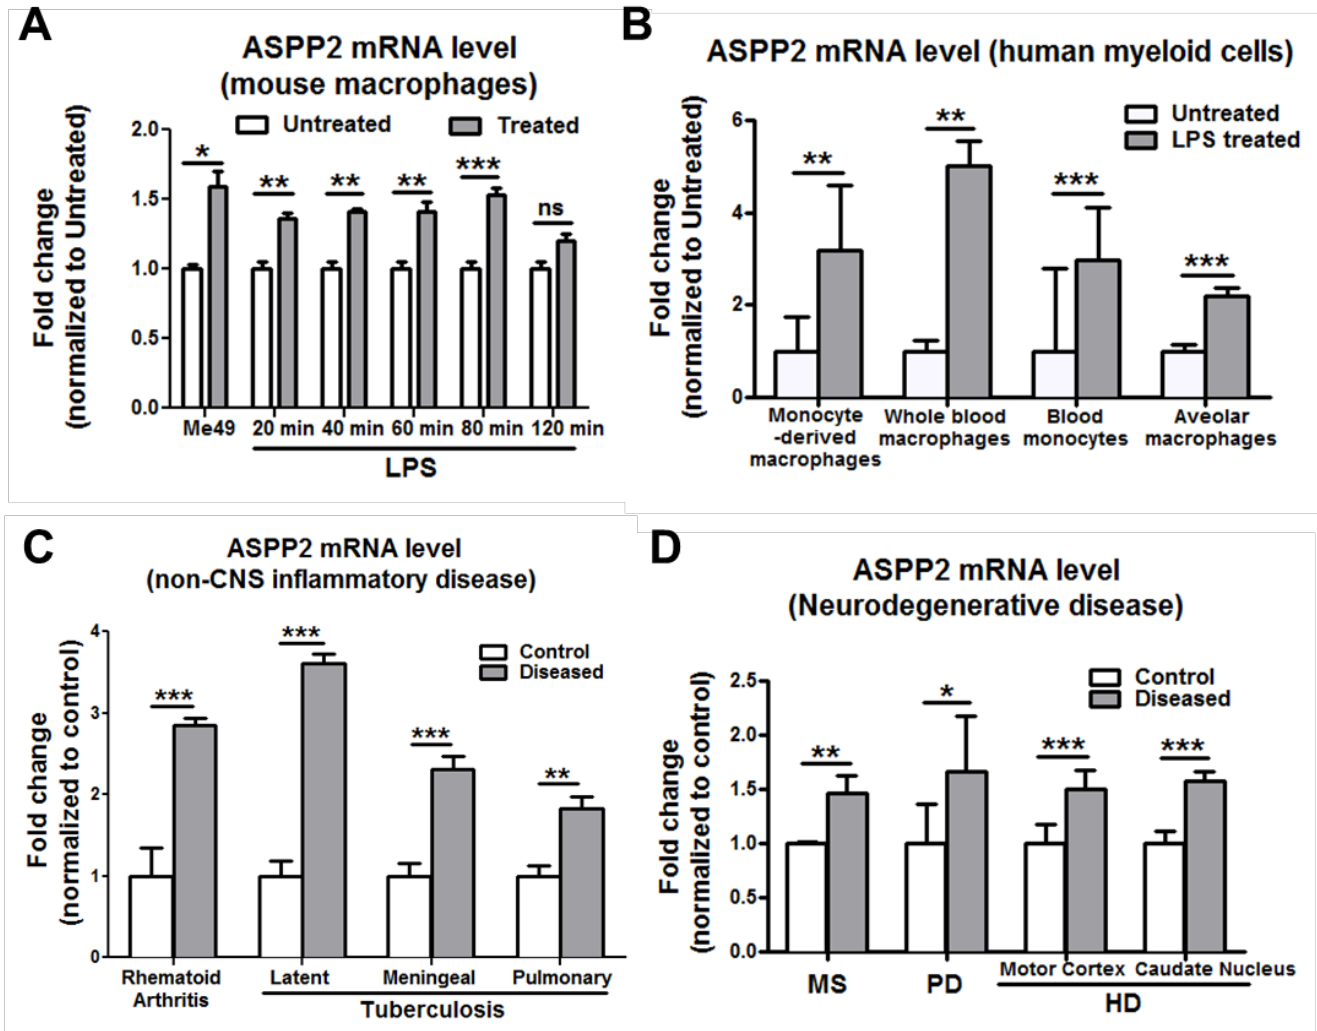 A
ASPP2 mRNA level
(mouse macrophages)
Untreated
Treated
Fold change
(normalized to Untreated)
2.0
1.5
1.0
0.5
0.0
*
**
**
**
***
ns
Me49 20 min 40 min 60 min 80 min 120 min
LPS
B
ASPP2 mRNA level (human myeloid cells)
Untreated
LPS treated
Fold change
(normalized to Untreated)
6
4
2
0
**
**
***
***
Monocyte
-derived
macrophages
Whole blood
macrophages
Blood
monocytes
Aveolar
macrophages
C
ASPP2 mRNA level
(non-CNS inflammatory disease)
Control
Diseased
Fold change
(normalized to control)
4
3
2
1
0
***
***
***
**
Rhematoid
Arthritis
Latent
Meningeal
Pulmonary
Tuberculosis
D
ASPP2 mRNA level
(Neurodegenerative disease)
Control
Diseased
Fold change
(normalized to control)
2.5
2.0
1.5
1.0
0.5
0.0
**
*
***
***
MS
PD
Motor Cortex
Caudate Nucleus
HD